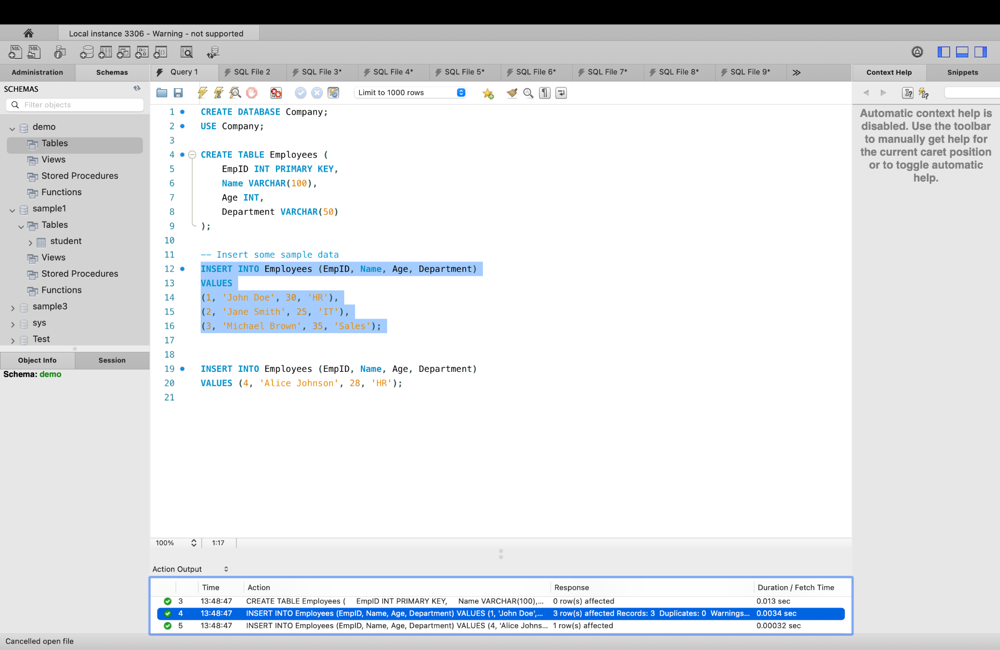 Local instance 3306 - Warning - not supported
SQL
SQL
Administration
Schemas
Query 1
SQL File 2
SQL File 3*
SQL File 4*
SQL File 5*
SQL File 6*
SQL File 7*
SQL File 8*
SQL File 9*
Context Help
Snippets
SCHEMAS
Filter objects
Limit to 1000 rows
demo
Tables
Views
Stored Procedures
Functions
sample1
Tables
student
Views
Stored Procedures
Functions
sample3
sys
Test
Object Info
Session
Schema: demo
1 CREATE DATABASE Company;
2 USE Company;
3
4 CREATE TABLE Employees (
5 EmpID INT PRIMARY KEY,
6 Name VARCHAR(100),
7 Age INT,
8 Department VARCHAR(50)
9 );
10
11 -- Insert some sample data
12 INSERT INTO Employees (EmpID, Name, Age, Department)
13 VALUES
14 (1, 'John Doe', 30, 'HR'),
15 (2, 'Jane Smith', 25, 'IT'),
16 (3, 'Michael Brown', 35, 'Sales');
17
18
19 INSERT INTO Employees (EmpID, Name, Age, Department)
20 VALUES (4, 'Alice Johnson', 28, 'HR');
21
Automatic context help is
disabled. Use the toolbar
to manually get help for
the current caret position
or to toggle automatic
help.
100% 1:17
Action Output
Time Action Response Duration / Fetch Time
3 13:48:47 CREATE TABLE Employees ( EmpID INT PRIMARY KEY, Name VARCHAR(100),... 0 row(s) affected 0.013 sec
4 13:48:47 INSERT INTO Employees (EmpID, Name, Age, Department) VALUES (1, 'John Doe',... 3 row(s) affected Records: 3 Duplicates: 0 Warnings... 0.0034 sec
5 13:48:47 INSERT INTO Employees (EmpID, Name, Age, Department) VALUES (4, 'Alice Johns... 1 row(s) affected 0.00032 sec
Cancelled open file